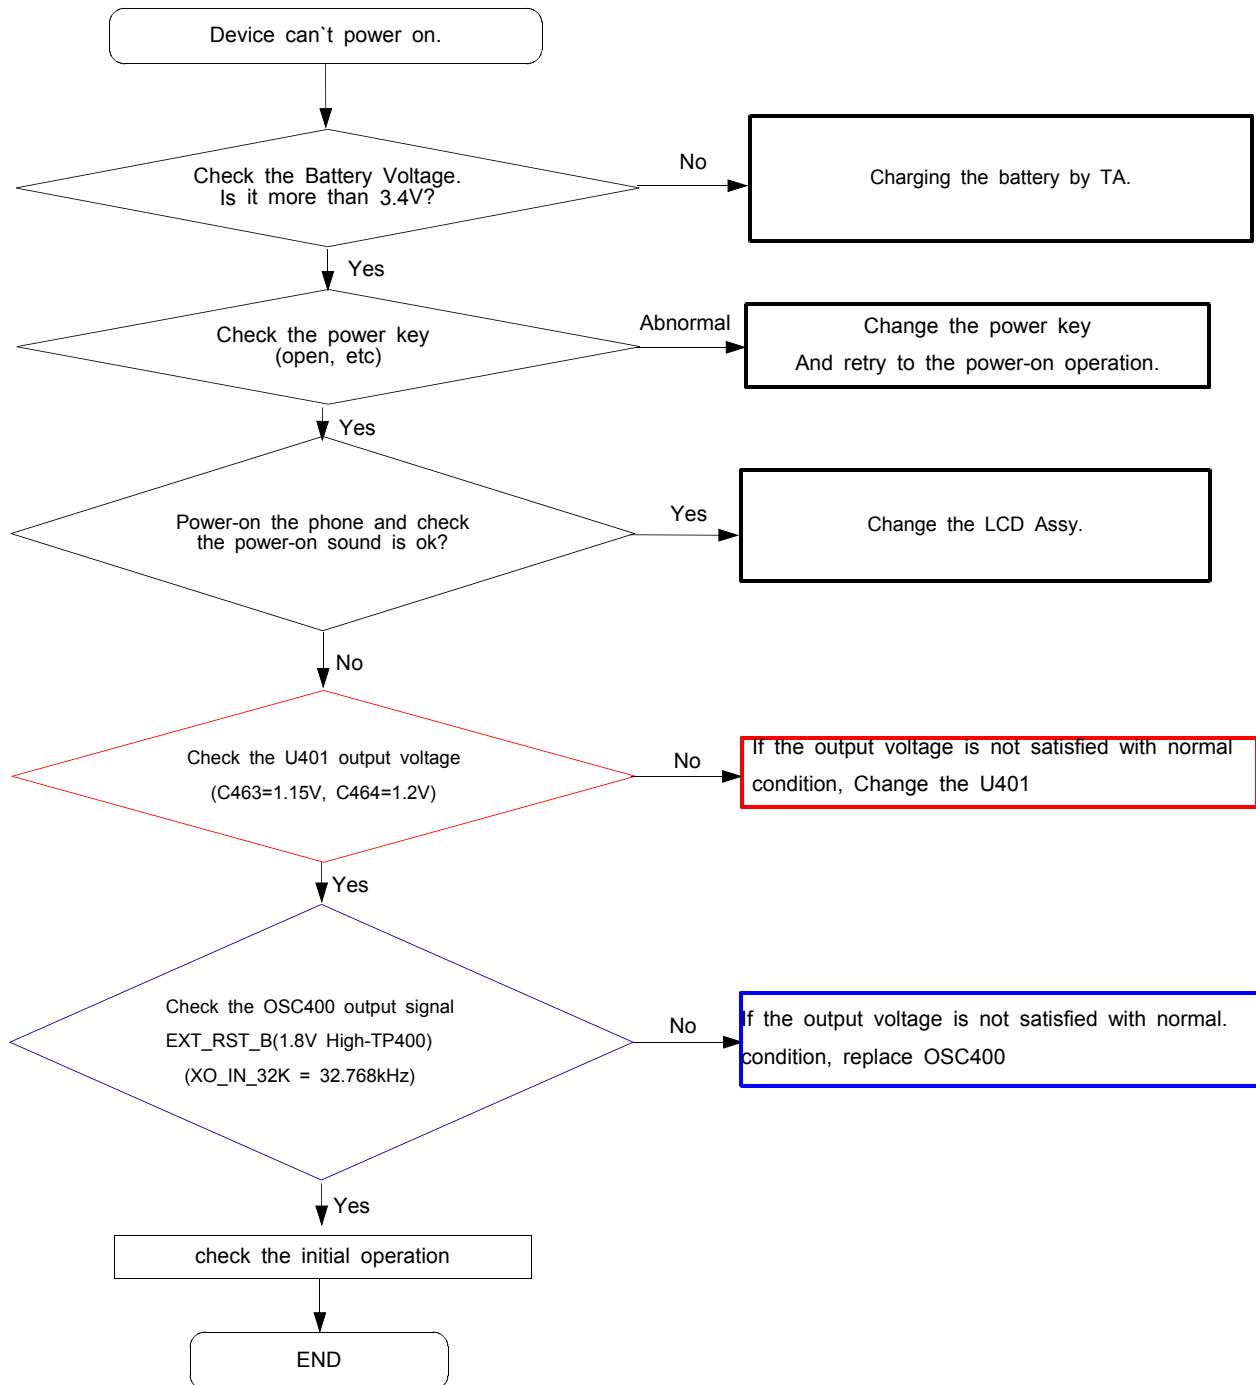 Device can`t power on.
Check the Battery Voltage.
Is it more than 3.4V?
No
Charging the battery by TA.
Yes
Check the power key
(open, etc)
Abnormal
Change the power key
And retry to the power-on operation.
Yes
Power-on the phone and check
the power-on sound is ok?
Yes
Change the LCD Assy.
No
Check the U401 output voltage
(C463=1.15V, C464=1.2V)
No
If the output voltage is not satisfied with normal
condition, Change the U401
Yes
Check the OSC400 output signal
EXT_RST_B(1.8V High-TP400)
(XO_IN_32K = 32.768kHz)
No
If the output voltage is not satisfied with normal.
condition, replace OSC400
Yes
check the initial operation
END